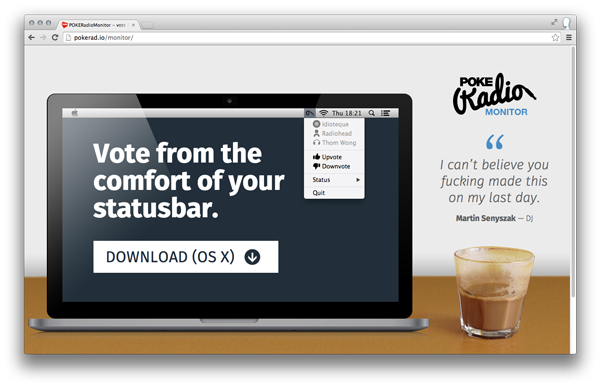 POKERadioMonitor – vote f
pokerad.io/monitor/
Thu 18:21
Idioteque
Radiohead
Thom Wong
Upvote
Downvote
Status
Quit
Vote from the
comfort of your
statusbar.
DOWNLOAD (OS X)
POKE
Radio
MONITOR
“
I can't believe you
fucking made this
on my last day.
Martin Senyszak — DJ